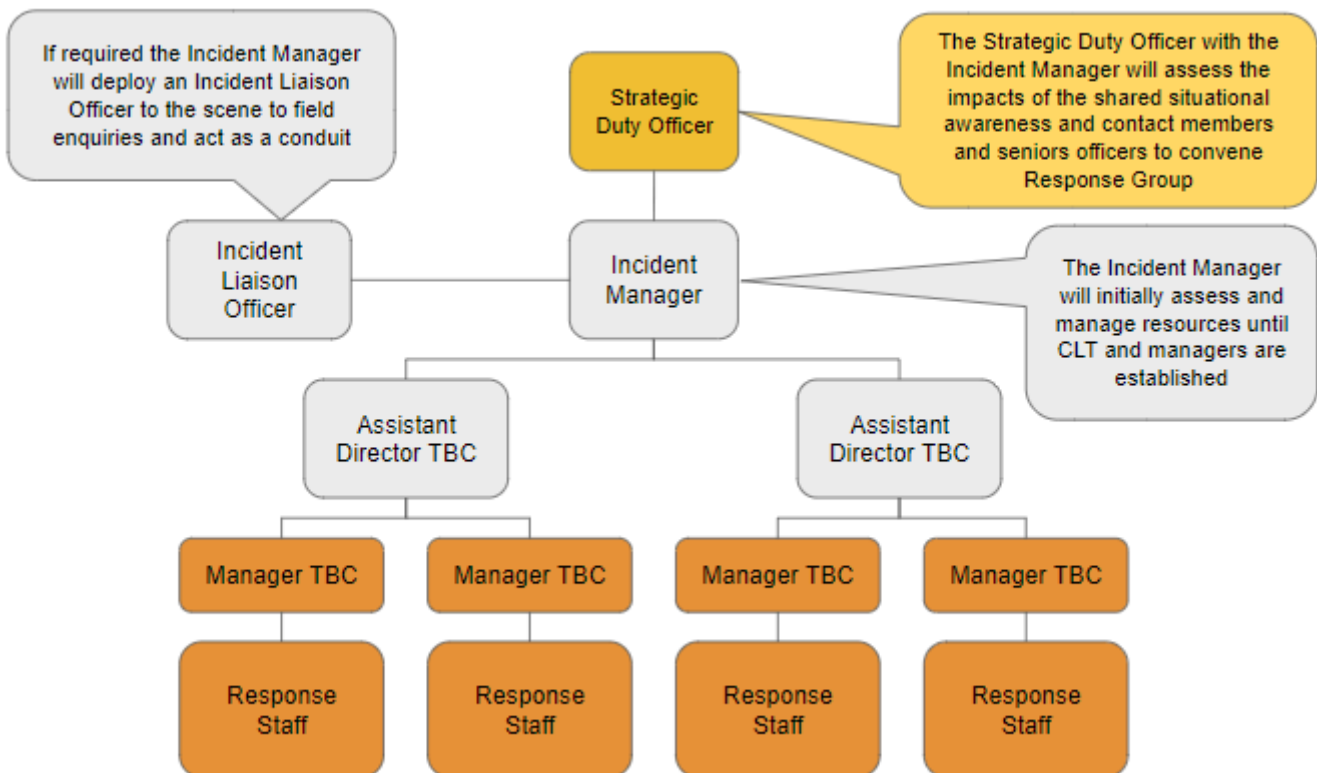 If required the Incident Manager
will deploy an Incident Liaison
Officer to the scene to field
enquiries and act as a conduit
Strategic
Duty Officer
The Strategic Duty Officer with the
Incident Manager will assess the
impacts of the shared situational
awareness and contact members
and seniors officers to convene
Response Group
Incident
Liaison
Officer
Incident
Manager
The Incident Manager
will initially assess and
manage resources until
CLT and managers are
established
Assistant
Director TBC
Assistant
Director TBC
Manager TBC
Manager TBC
Manager TBC
Manager TBC
Response
Staff
Response
Staff
Response
Staff
Response
Staff